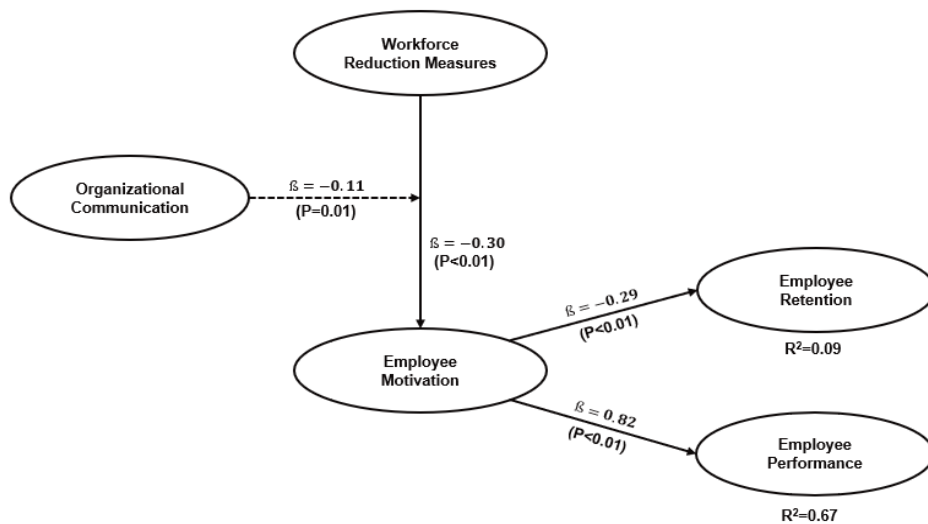 Workforce
Reduction Measures
Organizational
Communication
ß = −0.11
(P=0.01)
ß = −0.30
(P<0.01)
Employee
Retention
R²=0.09
ß = −0.29
(P<0.01)
Employee
Motivation
ß = 0.82
(P<0.01)
Employee
Performance
R²=0.67